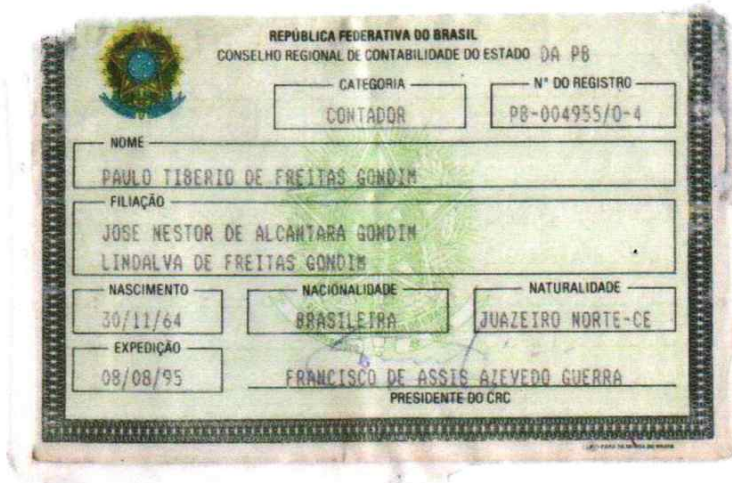 REPÚBLICA FEDERATIVA DO BRASIL
CONSELHO REGIONAL DE CONTABILIDADE DO ESTADO DA PB
CATEGORIA
CONTADOR
Nº DO REGISTRO
PB-004955/O-4
NOME
PAULO TIBERIO DE FREITAS GONDIM
FILIAÇÃO
JOSE NESTOR DE ALCANTARA GONDIM
LINDALVA DE FREITAS GONDIM
NASCIMENTO
30/11/64
NACIONALIDADE
BRASILEIRA
NATURALIDADE
JUAZEIRO NORTE-CE
EXPEDIÇÃO
08/08/95
FRANCISCO DE ASSIS AZEVEDO GUERRA
PRESIDENTE DO CRC